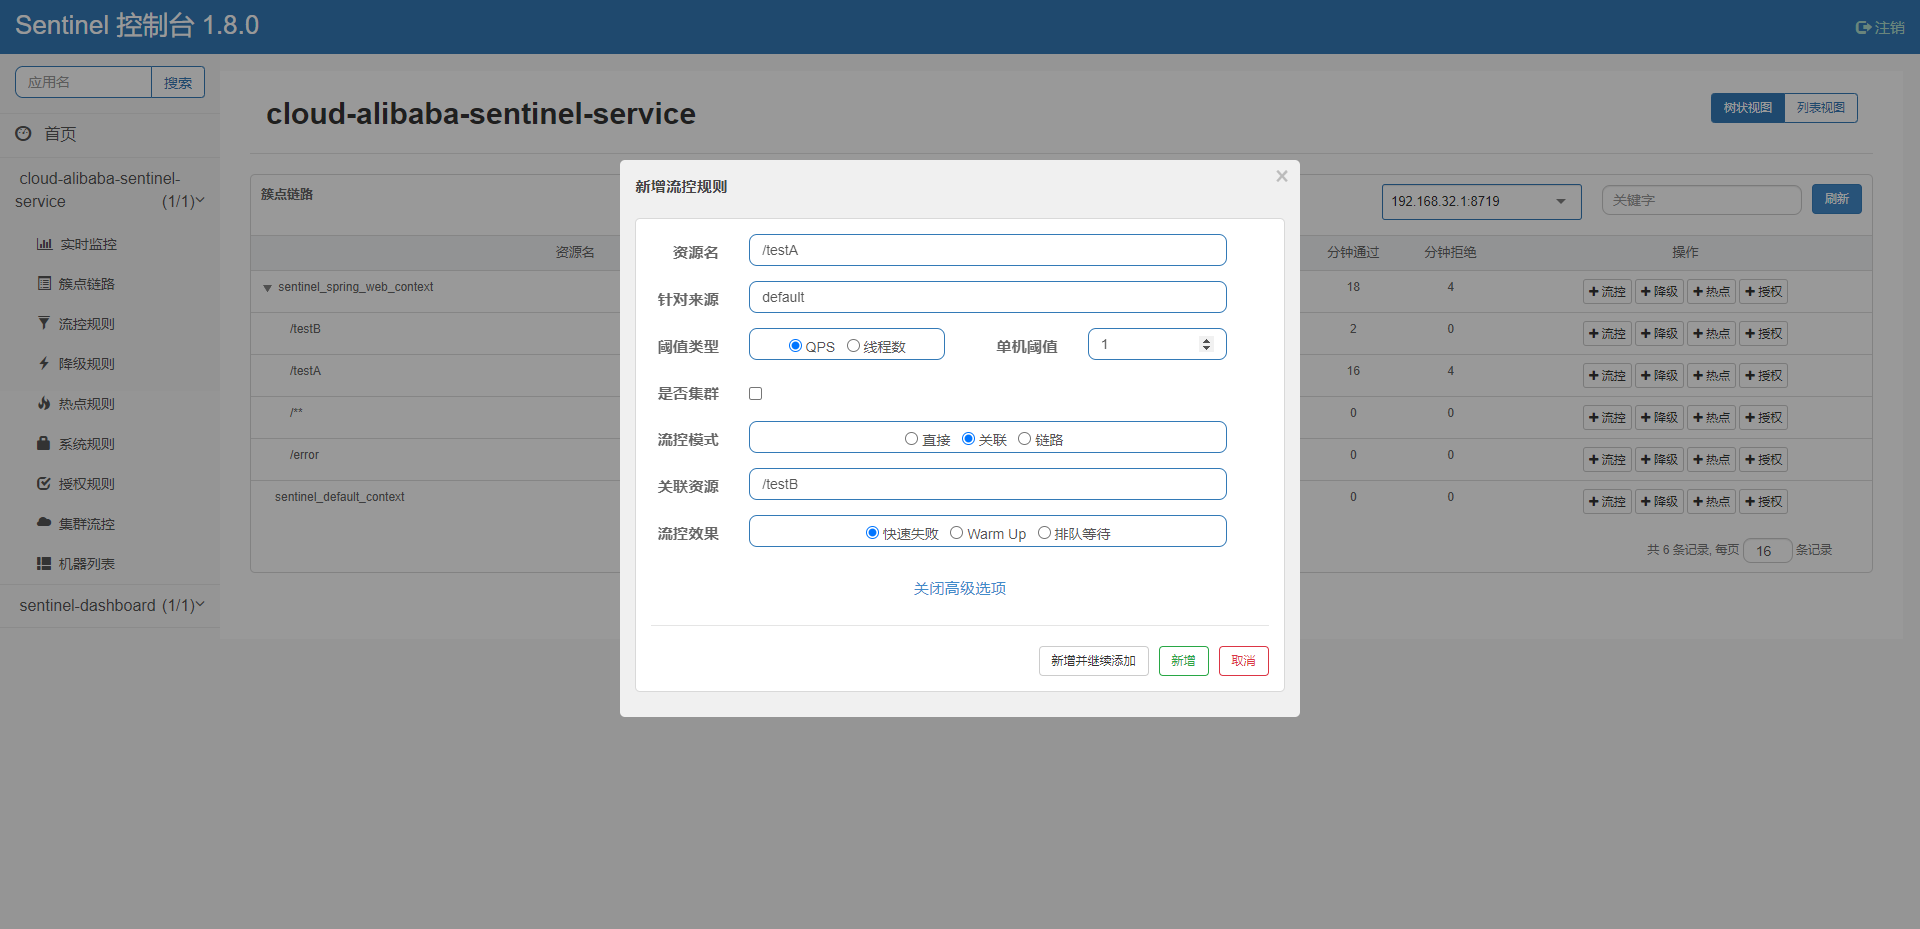 Sentinel 控制台 1.8.0
注销
应用名
搜索
首页
cloud-alibaba-sentinel-service
(1/1)
实时监控
簇点链路
流控规则
降级规则
热点规则
系统规则
授权规则
集群流控
机器列表
sentinel-dashboard (1/1)
cloud-alibaba-sentinel-service
树状视图 列表视图
簇点链路
192.168.32.1:8719
关键字
刷新
资源名 分钟通过 分钟拒绝 操作
sentinel_spring_web_context 18 4 流控 降级 热点 授权
/testB 2 0 流控 降级 热点 授权
/testA 16 4 流控 降级 热点 授权
/** 0 0 流控 降级 热点 授权
/error 0 0 流控 降级 热点 授权
sentinel_default_context 0 0 流控 降级 热点 授权
共 6 条记录, 每页 16 条记录
新增流控规则
×
资源名 /testA
针对来源 default
阈值类型 QPS 线程数 单机阈值 1
是否集群
流控模式 直接 关联 链路
关联资源 /testB
流控效果 快速失败 Warm Up 排队等待
关闭高级选项
新增并继续添加 新增 取消